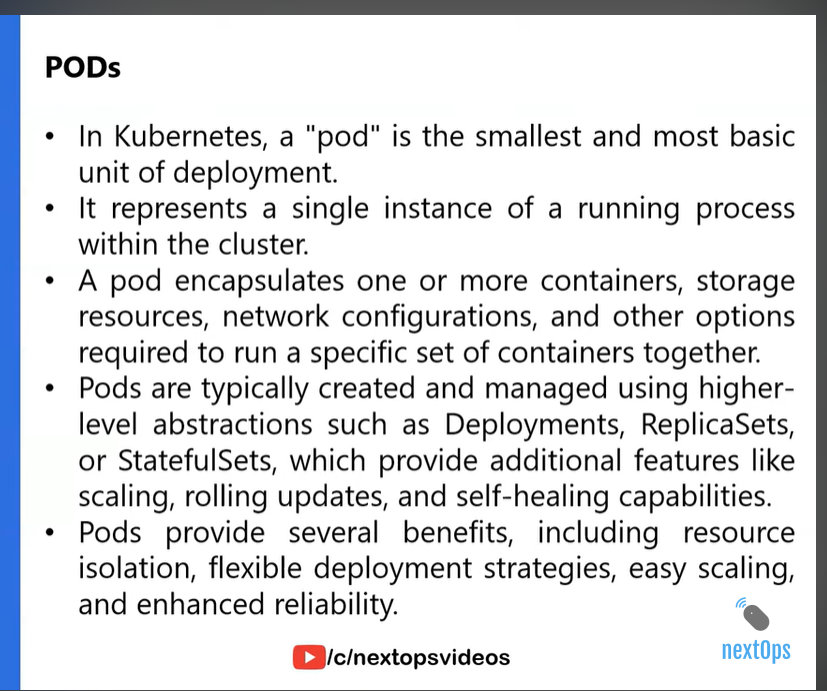 PODs
• In Kubernetes, a "pod" is the smallest and most basic
unit of deployment.
• It represents a single instance of a running process
within the cluster.
• A pod encapsulates one or more containers, storage
resources, network configurations, and other options
required to run a specific set of containers together.
• Pods are typically created and managed using higher-
level abstractions such as Deployments, ReplicaSets,
or StatefulSets, which provide additional features like
scaling, rolling updates, and self-healing capabilities.
• Pods provide several benefits, including resource
isolation, flexible deployment strategies, easy scaling,
and enhanced reliability.
/c/nextopsvideos
nextOps